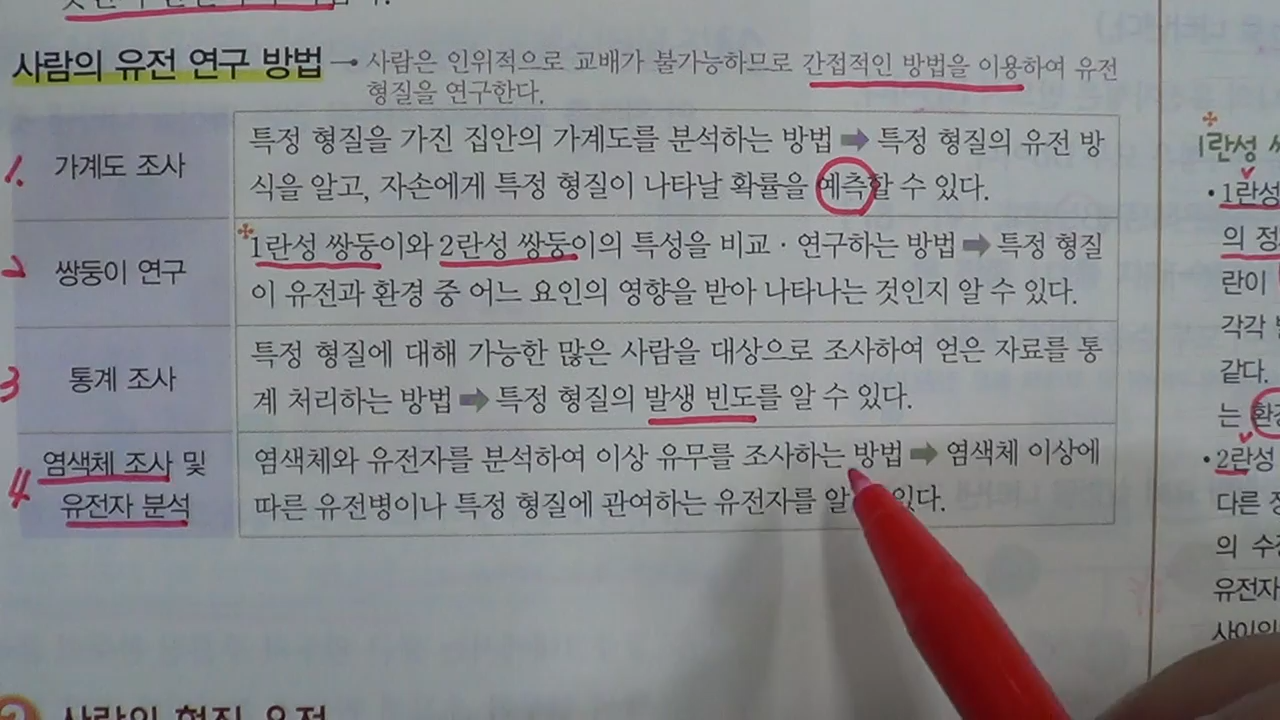 사람의 유전 연구 방법 → 사람은 인위적으로 교배가 불가능하므로 간접적인 방법을 이용하여 유전
형질을 연구한다.
1. 가계도 조사
특정 형질을 가진 집안의 가계도를 분석하는 방법 ➡ 특정 형질의 유전 방
식을 알고, 자손에게 특정 형질이 나타날 확률을 예측할 수 있다.
2 쌍둥이 연구
1란성 쌍둥이와 2란성 쌍둥이의 특성을 비교 · 연구하는 방법 ➡ 특정 형질
이 유전과 환경 중 어느 요인의 영향을 받아 나타나는 것인지 알 수 있다.
3 통계 조사
특정 형질에 대해 가능한 많은 사람을 대상으로 조사하여 얻은 자료를 통
계 처리하는 방법 ➡ 특정 형질의 발생 빈도를 알 수 있다.
4 염색체 조사 및
유전자 분석
염색체와 유전자를 분석하여 이상 유무를 조사하는 방법 ➡ 염색체 이상에
따른 유전병이나 특정 형질에 관여하는 유전자를 알 있다.
사람의 형질 유전
1란성
• 1란성
의 정
란이
각각
같다.
는
• 2란성
다른
의 수정
유전자
사이의